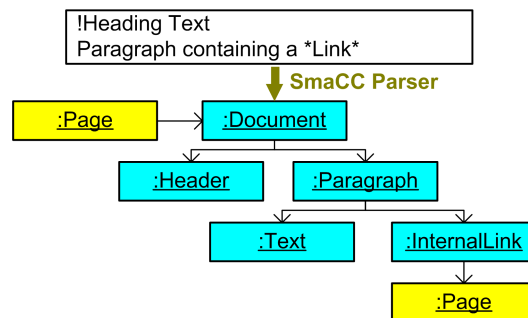 !Heading Text
Paragraph containing a *Link*
SmaCC Parser
:Page
:Document
:Header
:Paragraph
:Text
:InternalLink
:Page